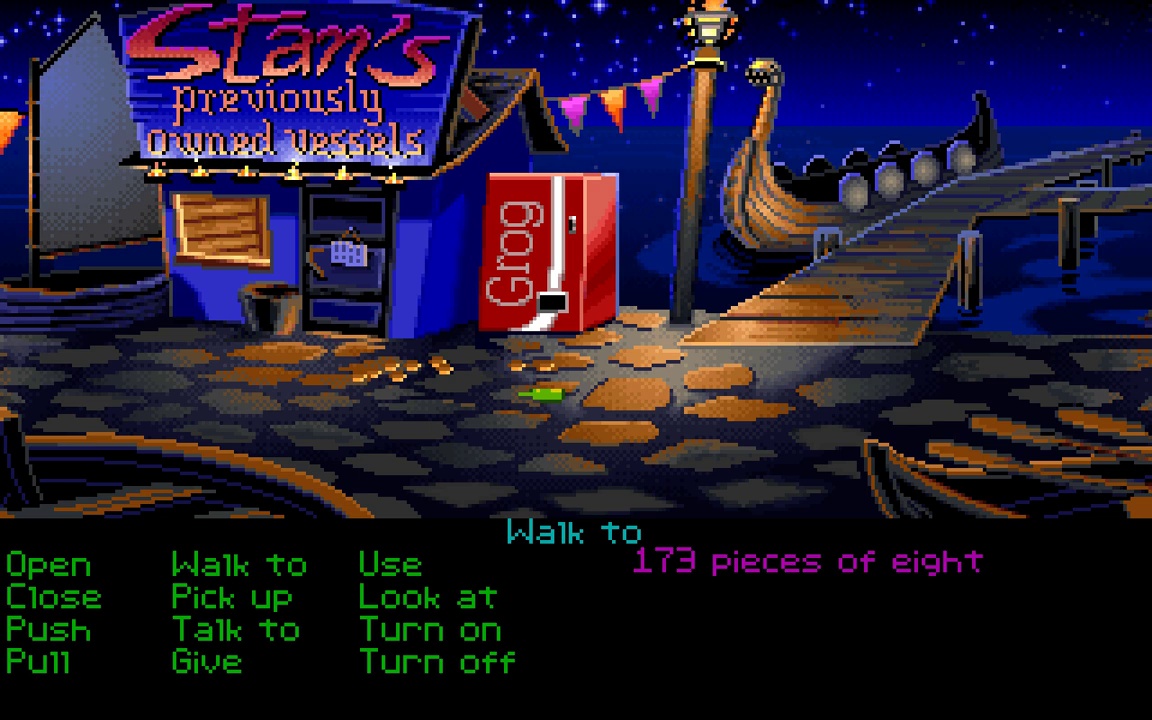 Stan's
previously
owned vessels
Grog
Walk to
173 pieces of eight
Open Walk to Use
Close Pick up Look at
Push Talk to Turn on
Pull Give Turn off